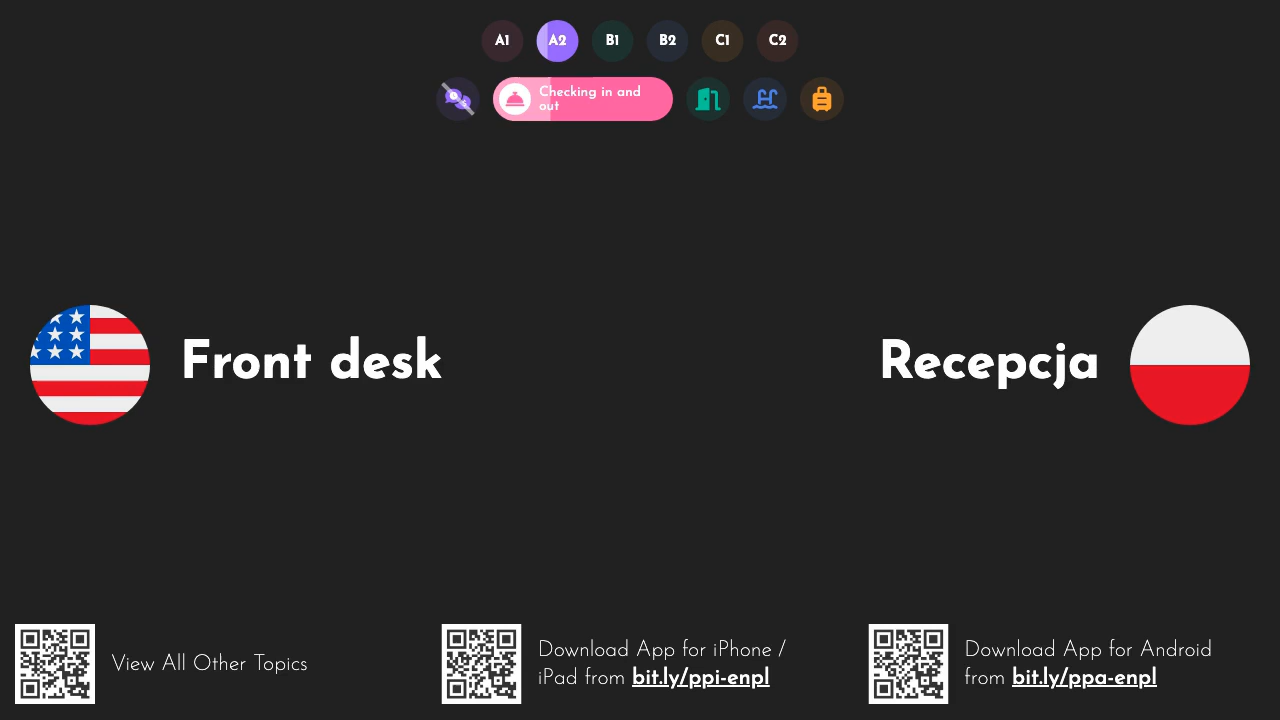 A1 A2 B1 B2 C1 C2
Checking in and
out
Front desk
Recepcja
View All Other Topics
Download App for iPhone /
iPad from bit.ly/ppi-enpl
Download App for Android
from bit.ly/ppa-enpl